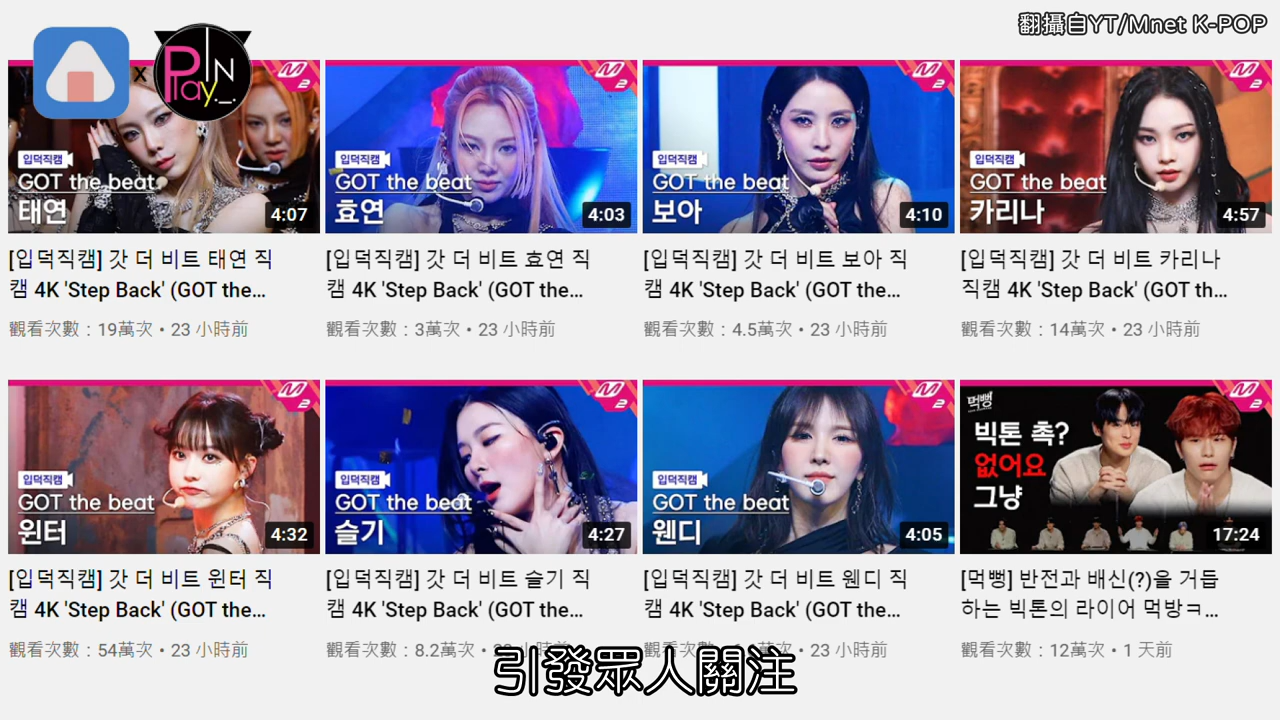 翻攝自YT/Mnet K-POP
x
Play IN
M2
입덕직캠
GOT the beat
태연
4:07
M2
입덕직캠
GOT the beat
효연
4:03
M2
입덕직캠
GOT the beat
보아
4:10
M2
입덕직캠
GOT the beat
카리나
4:57
[입덕직캠] 갓 더 비트 태연 직
캠 4K 'Step Back' (GOT the...
觀看次數：19萬次・23 小時前
[입덕직캠] 갓 더 비트 효연 직
캠 4K 'Step Back' (GOT the...
觀看次數：3萬次・23 小時前
[입덕직캠] 갓 더 비트 보아 직
캠 4K 'Step Back' (GOT the...
觀看次數：4.5萬次・23 小時前
[입덕직캠] 갓 더 비트 카리나
직캠 4K 'Step Back' (GOT th...
觀看次數：14萬次・23 小時前
M2
입덕직캠
GOT the beat
윈터
4:32
M2
입덕직캠
GOT the beat
슬기
4:27
M2
입덕직캠
GOT the beat
웬디
4:05
M2
먹뻥
빅톤 촉?
없어요
그냥
17:24
[입덕직캠] 갓 더 비트 윈터 직
캠 4K 'Step Back' (GOT the...
觀看次數：54萬次・23 小時前
[입덕직캠] 갓 더 비트 슬기 직
캠 4K 'Step Back' (GOT the...
觀看次數：8.2萬次・23 小時前
[입덕직캠] 갓 더 비트 웬디 직
캠 4K 'Step Back' (GOT the...
觀看次數：萬次・23 小時前
[먹뻥] 반전과 배신(?)을 거듭
하는 빅톤의 라이어 먹방ㅋ...
觀看次數：12萬次・1 天前
引發眾人關注